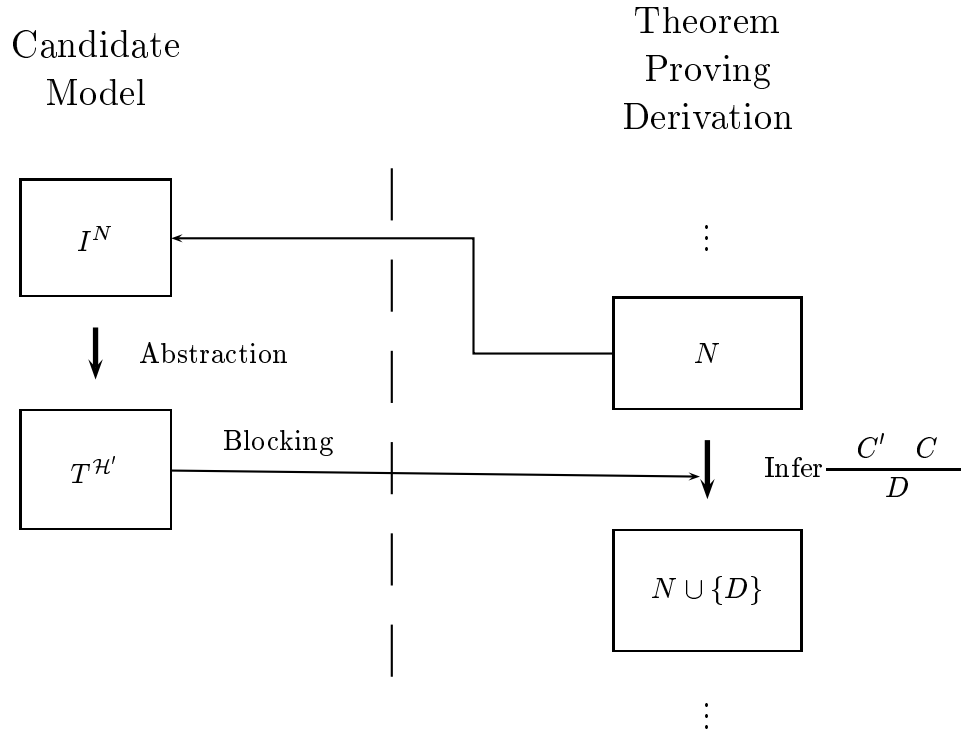 Candidate
Model
Theorem
Proving
Derivation
I^N
⋮
Abstraction
N
T^{ℋ′}
Blocking
Infer C′ C
D
N ∪ {D}
⋮